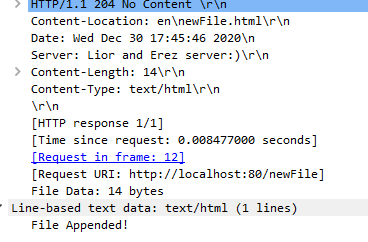 HTTP/1.1 204 No Content \r\n
Content-Location: en\newFile.html\r\n
Date: Wed Dec 30 17:45:46 2020\n
Server: Lior and Erez server:)\r\n
Content-Length: 14\r\n
Content-Type: text/html\r\n
\r\n
[HTTP response 1/1]
[Time since request: 0.008477000 seconds]
[Request in frame: 12]
[Request URI: http://localhost:80/newFile]
File Data: 14 bytes
Line-based text data: text/html (1 lines)
File Appended!